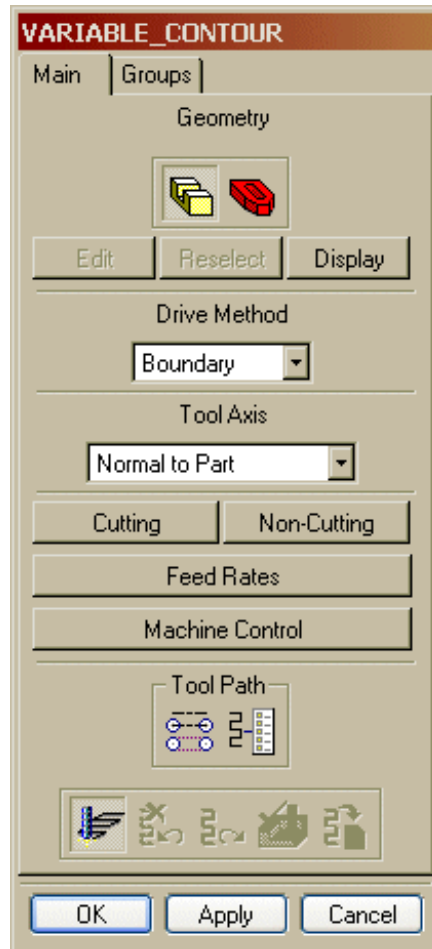 VARIABLE_CONTOUR
Main Groups
Geometry
Edit Reselect Display
Drive Method
Boundary
Tool Axis
Normal to Part
Cutting Non-Cutting
Feed Rates
Machine Control
Tool Path
OK Apply Cancel